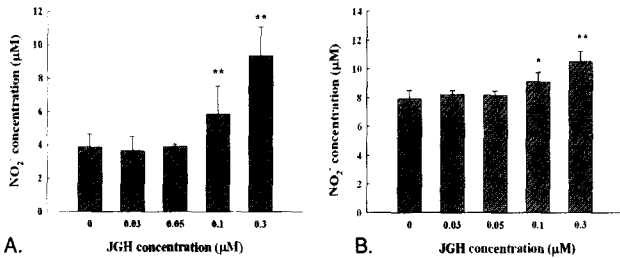 12
10
8
6
4
2
0
NO₂⁻ concentration (μM)
**
**
0 0.03 0.05 0.1 0.3
JGH concentration (μM)
A.
14
12
10
8
6
4
2
0
NO₂⁻ concentration (μM)
*
**
0 0.03 0.05 0.1 0.3
JGH concentration (μM)
B.